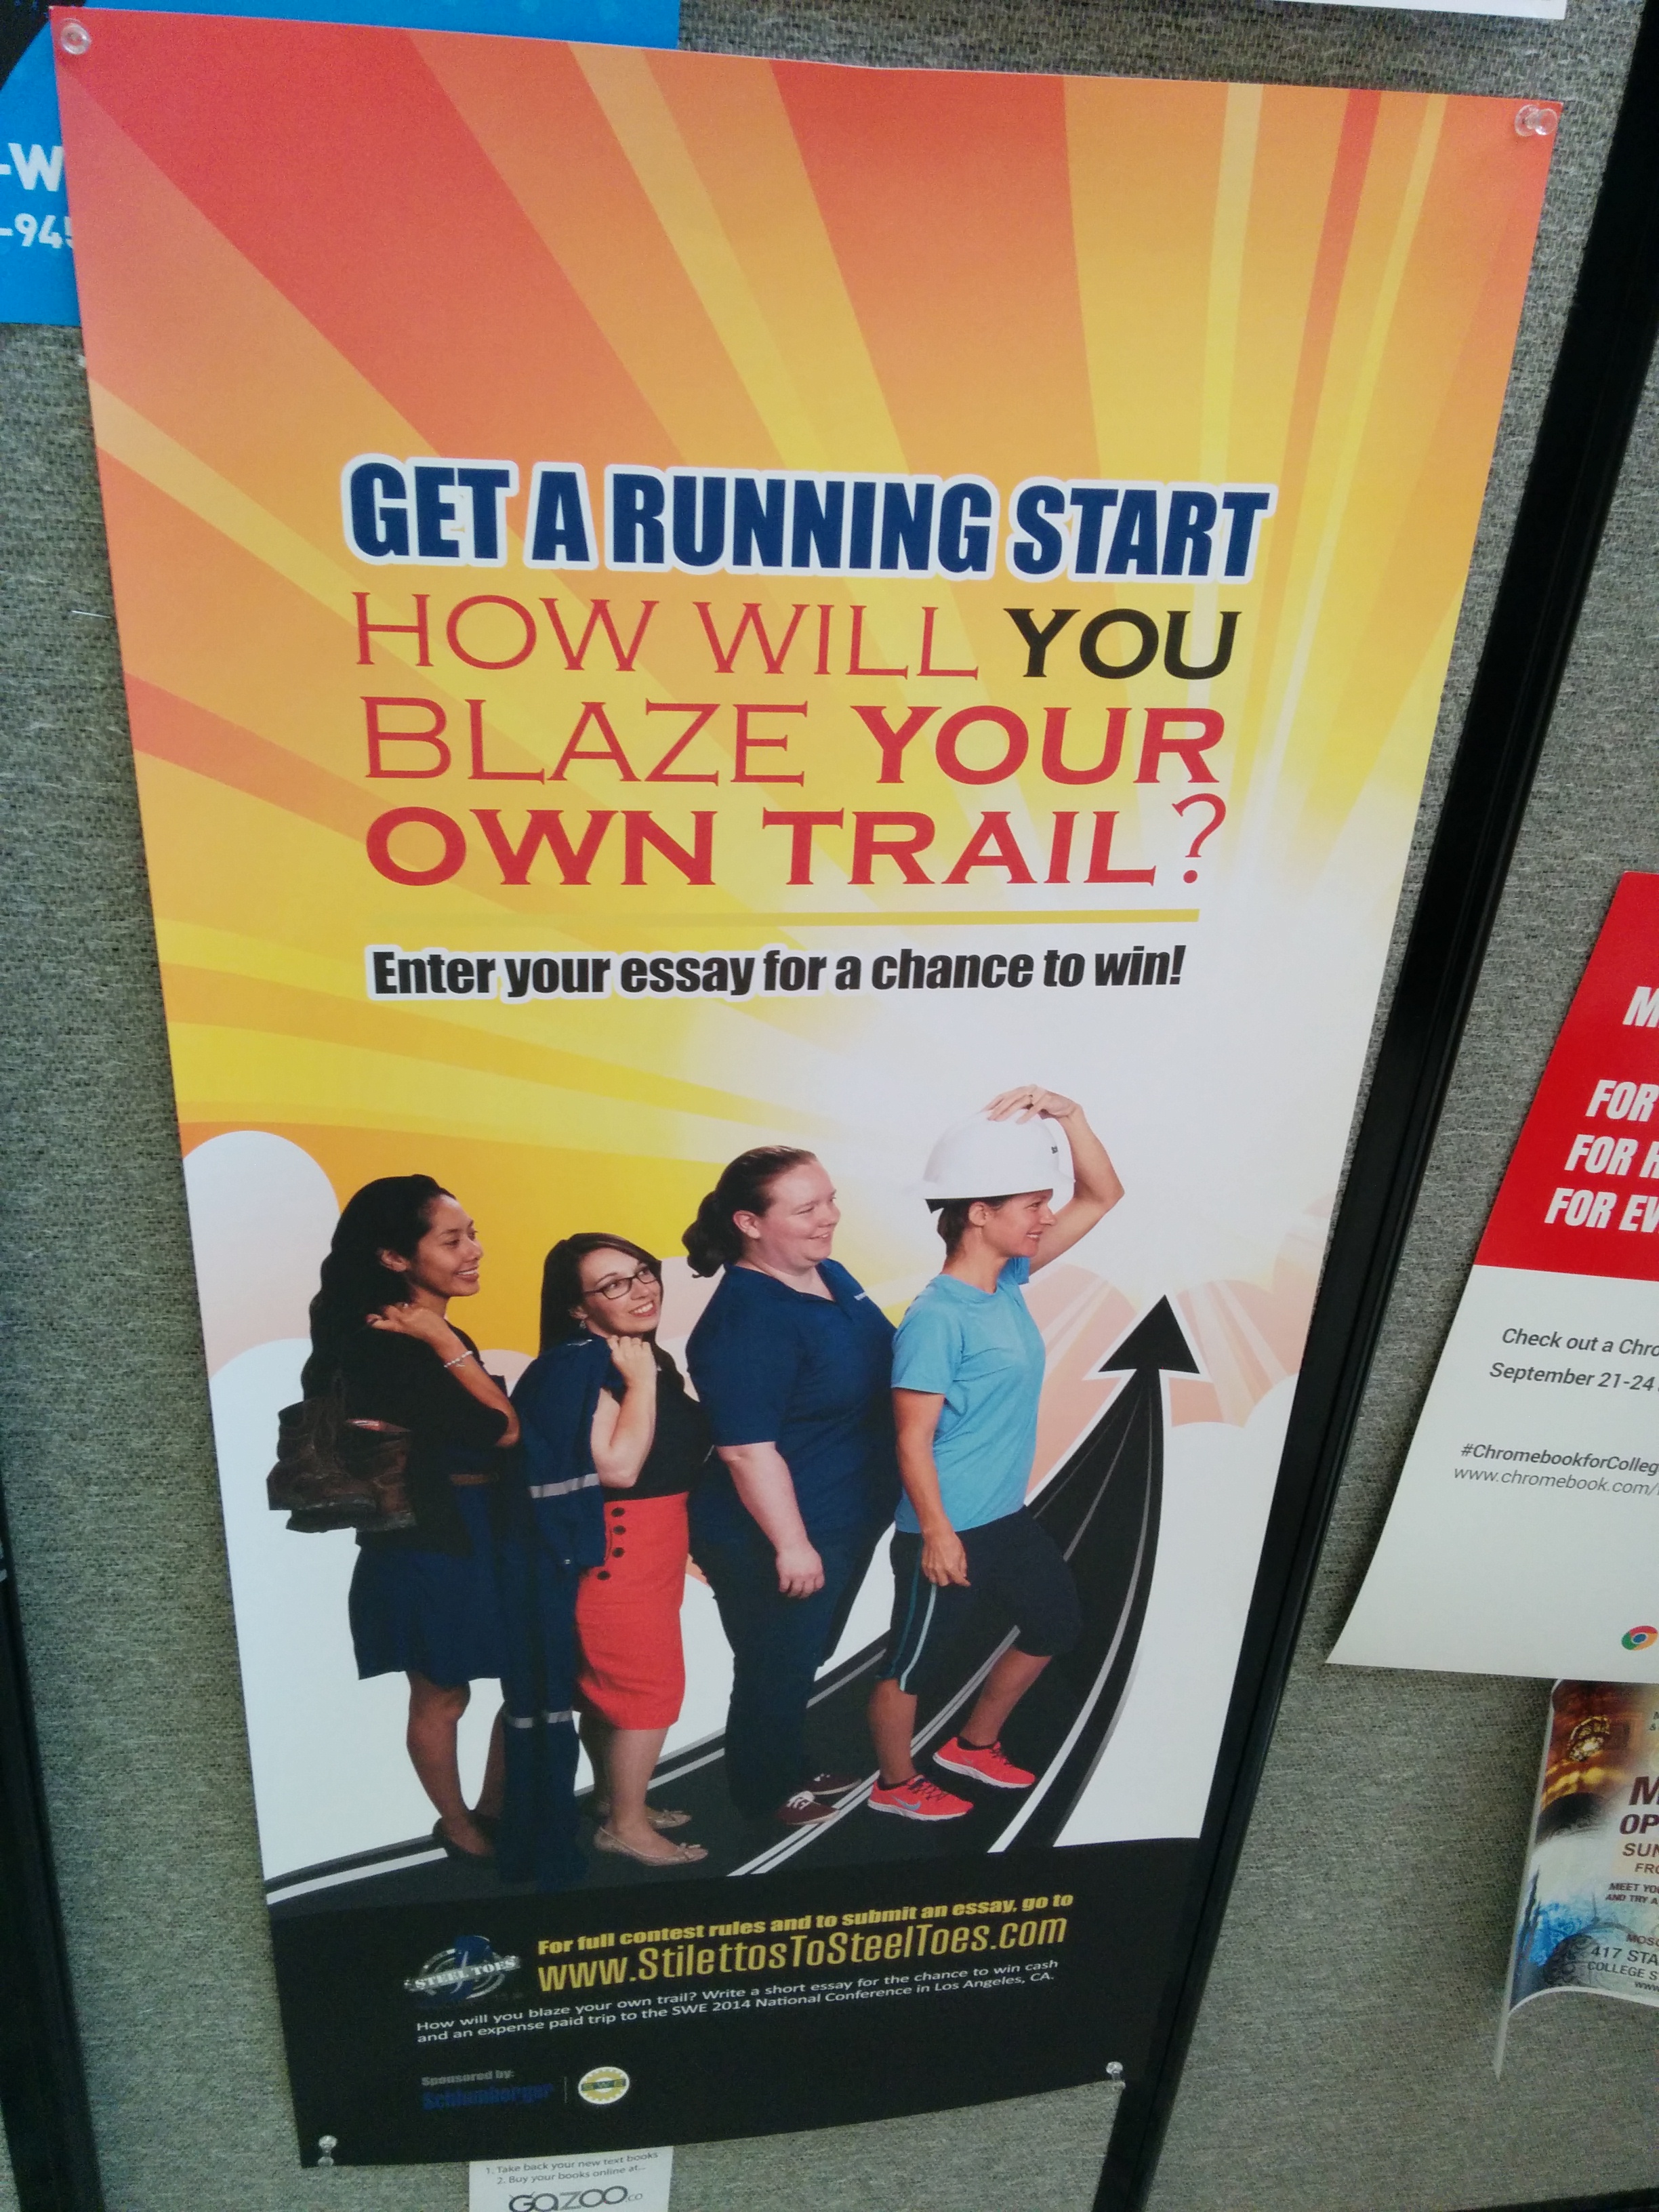 GET A RUNNING START
HOW WILL YOU
BLAZE YOUR
OWN TRAIL?
Enter your essay for a chance to win!
STEEL TOES
For full contest rules and to submit an essay, go to
www.StilettosToSteelToes.com
How will you blaze your own trail? Write a short essay for the chance to win cash
and an expense paid trip to the SWE 2014 National Conference in Los Angeles, CA.
Sponsored by:
Schlumberger
SWE
1. Take back your new text books
2. Buy your books online at...
GAZOO.co
-W
-945
FOR
FOR H
FOR EV
Check out a Chro
September 21-24
#ChromebookforColleg
www.chromebook.com/
M
OP
SUN
FRO
MEET YO
AND TRY A
MOSC
417 STA
COLLEGE S
www